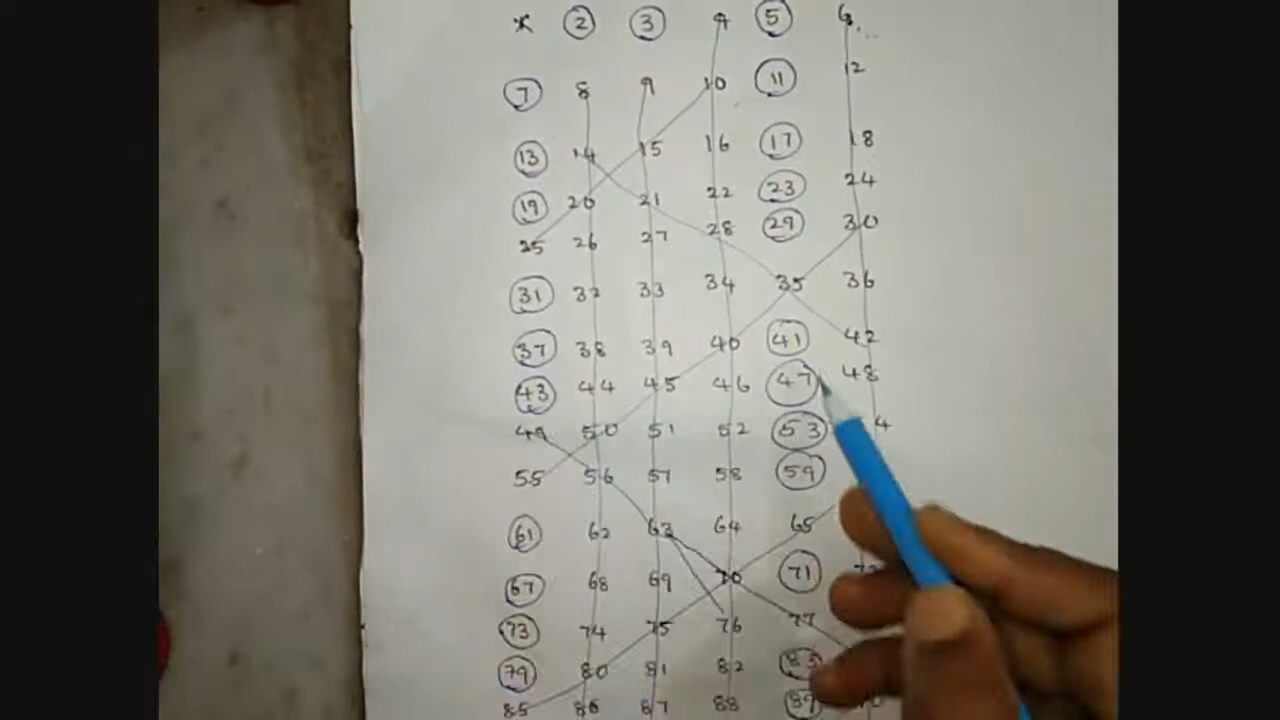 x 2 3 4 5 6...
7 8 9 10 11 12
13 14 15 16 17 18
19 20 21 22 23 24
25 26 27 28 29 30
31 32 33 34 35 36
37 38 39 40 41 42
43 44 45 46 47 48
49 50 51 52 53 4
55 56 57 58 59
61 62 63 64 65
67 68 69 70 71
73 74 75 76 77
79 80 81 82 83
85 86 87 88 89